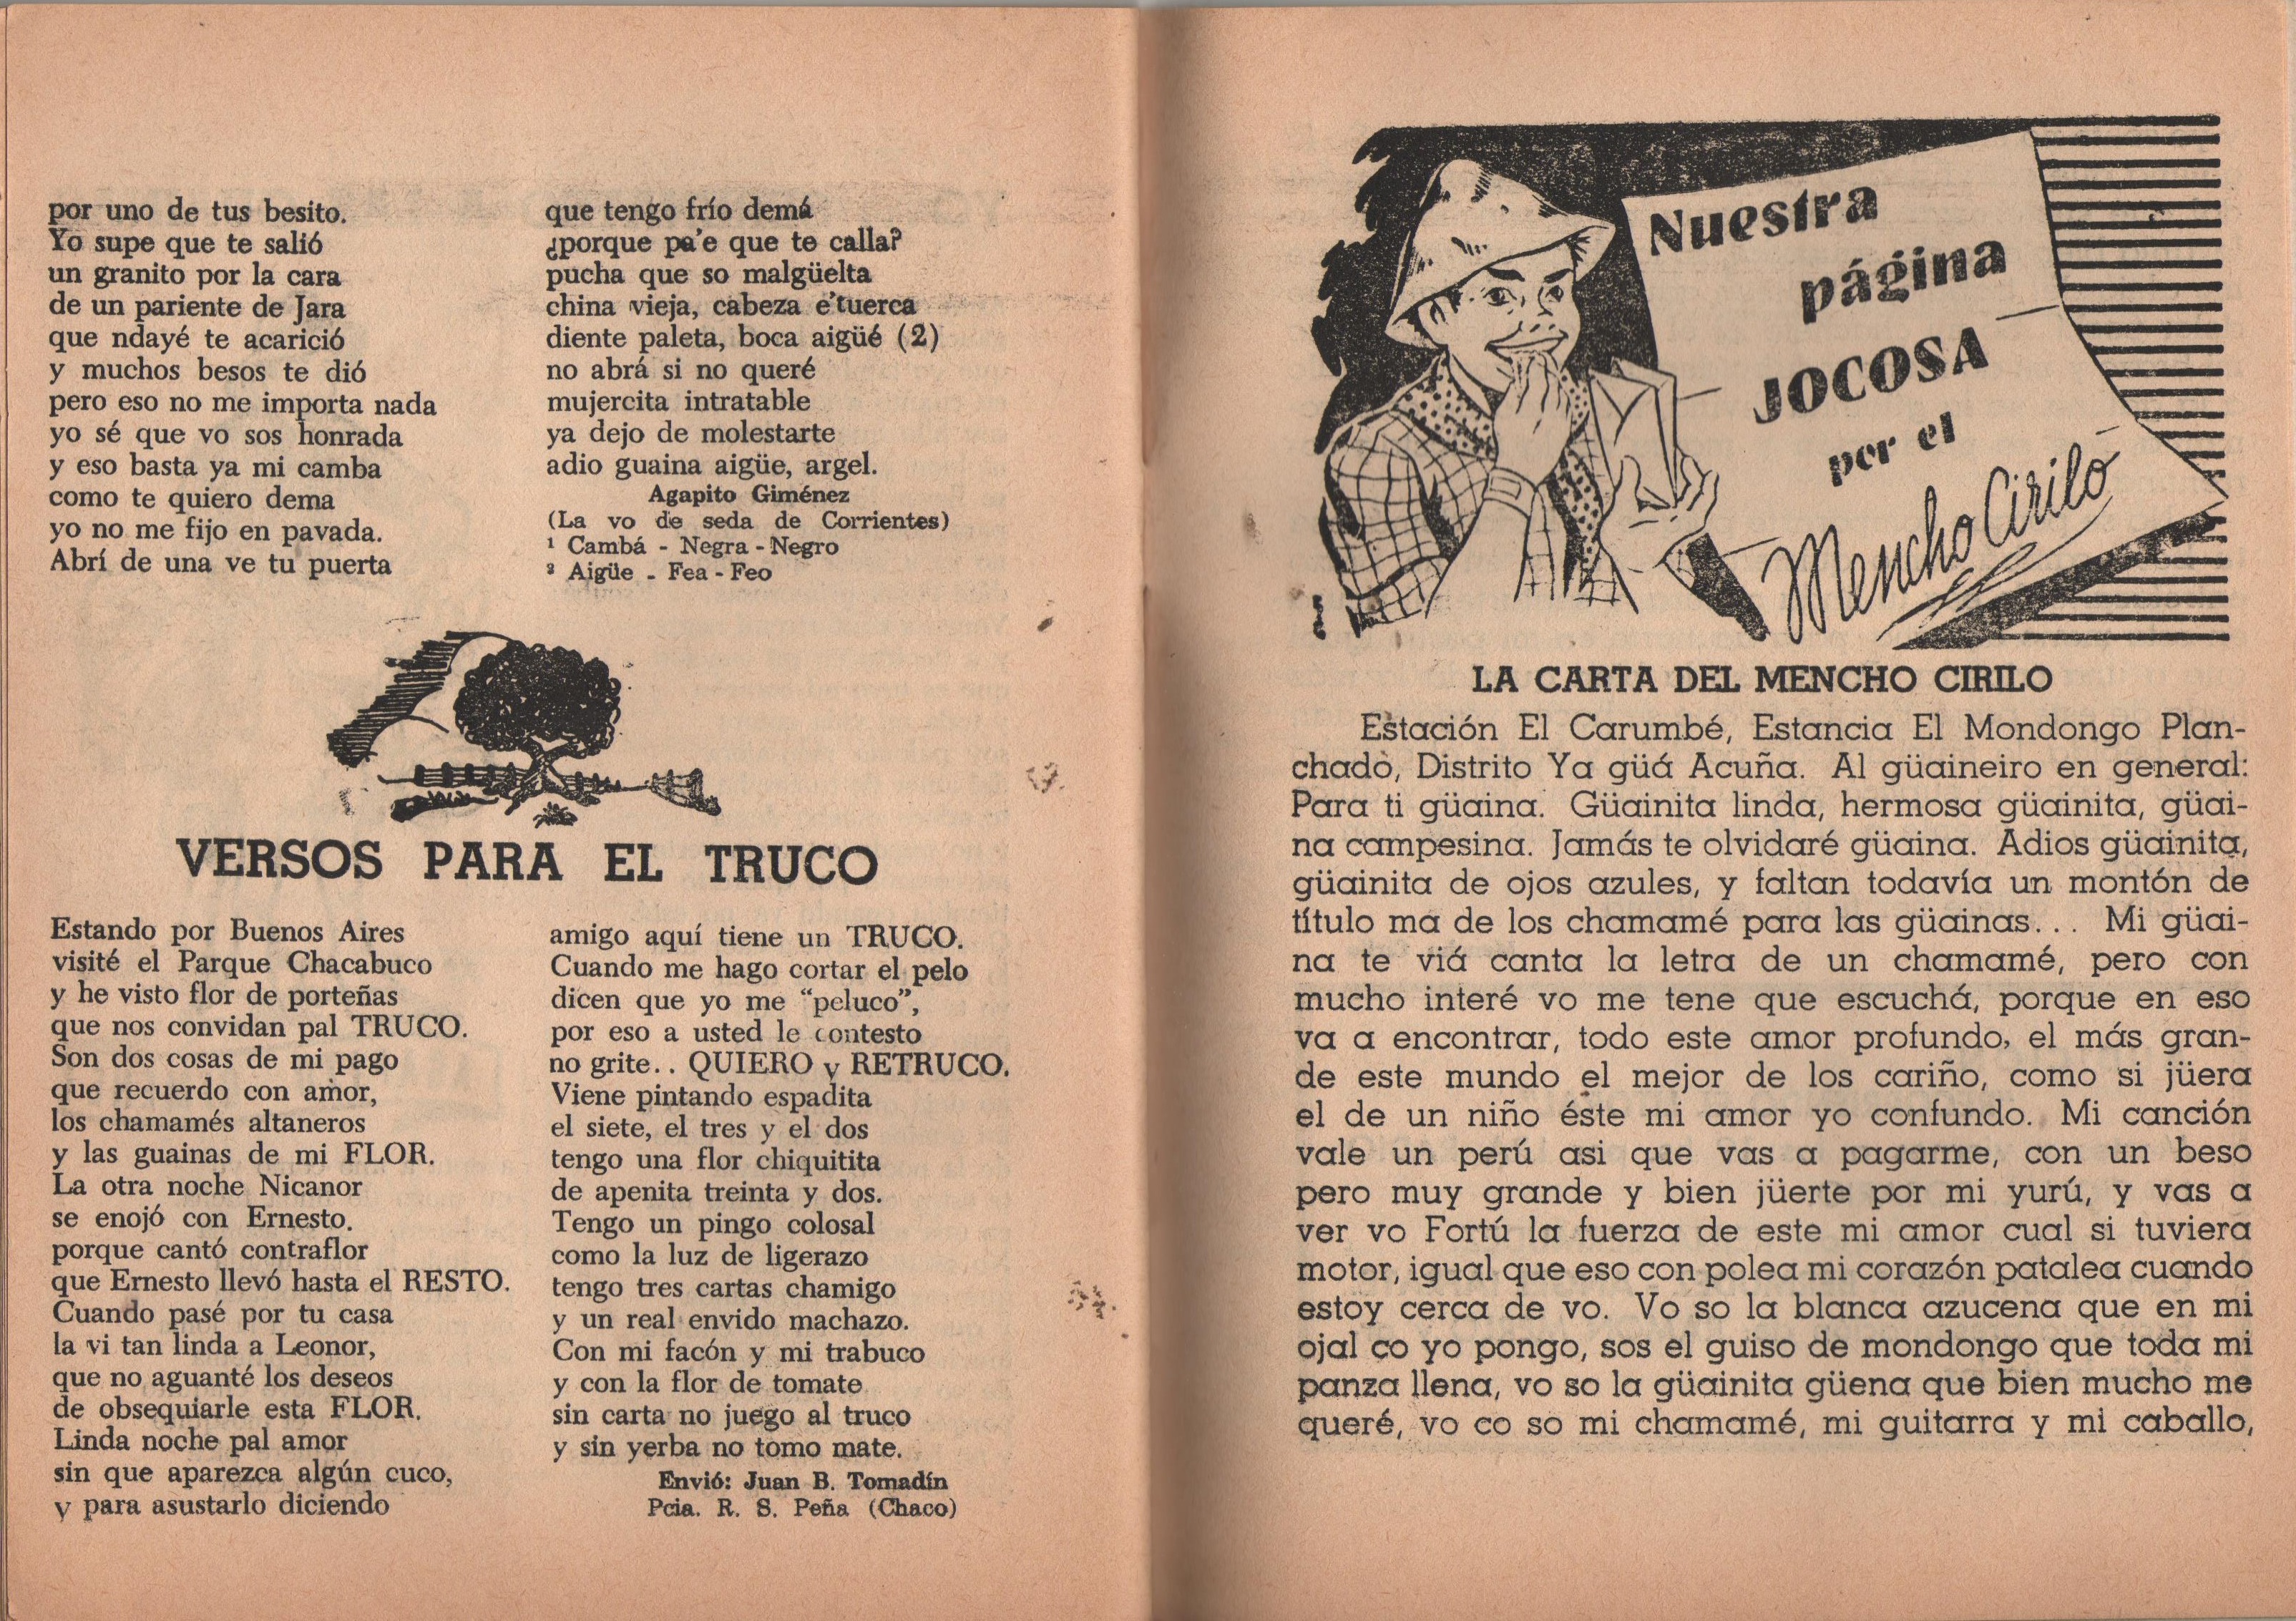 por uno de tus besito.
Yo supe que te salió
un granito por la cara
de un pariente de Jara
que ndayé te acarició
y muchos besos te dió
pero eso no me importa nada
yo sé que vo sos honrada
y eso basta ya mi camba
como te quiero dema
yo no me fijo en pavada.
Abrí de una ve tu puerta
que tengo frío demá
¿porque pa'e que te calla?
pucha que so malgüelta
china vieja, cabeza e'tuerca
diente paleta, boca aigüé (2)
no abrá si no queré
mujercita intratable
ya dejo de molestarte
adio guaina aigüe, argel.
Agapito Giménez
(La vo de seda de Corrientes)
¹ Cambá - Negra - Negro
² Aigüe - Fea - Feo
VERSOS PARA EL TRUCO
Estando por Buenos Aires
visité el Parque Chacabuco
y he visto flor de porteñas
que nos convidan pal TRUCO.
Son dos cosas de mi pago
que recuerdo con amor,
los chamamés altaneros
y las guainas de mi FLOR.
La otra noche Nicanor
se enojó con Ernesto.
porque cantó contraflor
que Ernesto llevó hasta el RESTO.
Cuando pasé por tu casa
la vi tan linda a Leonor,
que no aguanté los deseos
de obsequiarle esta FLOR.
Linda noche pal amor
sin que aparezca algún cuco,
y para asustarlo diciendo
amigo aquí tiene un TRUCO.
Cuando me hago cortar el pelo
dicen que yo me "peluco",
por eso a usted le contesto
no grite.. QUIERO y RETRUCO.
Viene pintando espadita
el siete, el tres y el dos
tengo una flor chiquitita
de apenita treinta y dos.
Tengo un pingo colosal
como la luz de ligerazo
tengo tres cartas chamigo
y un real envido machazo.
Con mi facón y mi trabuco
y con la flor de tomate
sin carta no juego al truco
y sin yerba no tomo mate.
Envió: Juan B. Tomadín
Pcia. R. S. Peña (Chaco)
Nuestra
página
JOCOSA
por el
Mencho Cirilo
LA CARTA DEL MENCHO CIRILO
Estación El Carumbé, Estancia El Mondongo Plan-
chado, Distrito Ya güá Acuña. Al güaineiro en general:
Para ti güaina. Güainita linda, hermosa güainita, güai-
na campesina. Jamás te olvidaré güaina. Adios güainita,
güainita de ojos azules, y faltan todavía un montón de
título ma de los chamamé para las güainas... Mi güai-
na te viá canta la letra de un chamamé, pero con
mucho interé vo me tene que escuchá, porque en eso
va a encontrar, todo este amor profundo, el más gran-
de este mundo el mejor de los cariño, como si jüera
el de un niño éste mi amor yo confundo. Mi canción
vale un perú asi que vas a pagarme, con un beso
pero muy grande y bien jüerte por mi yurú, y vas a
ver vo Fortú la fuerza de este mi amor cual si tuviera
motor, igual que eso con polea mi corazón patalea cuando
estoy cerca de vo. Vo so la blanca azucena que en mi
ojal co yo pongo, sos el guiso de mondongo que toda mi
panza llena, vo so la güainita güena que bien mucho me
queré, vo co so mi chamamé, mi guitarra y mi caballo,